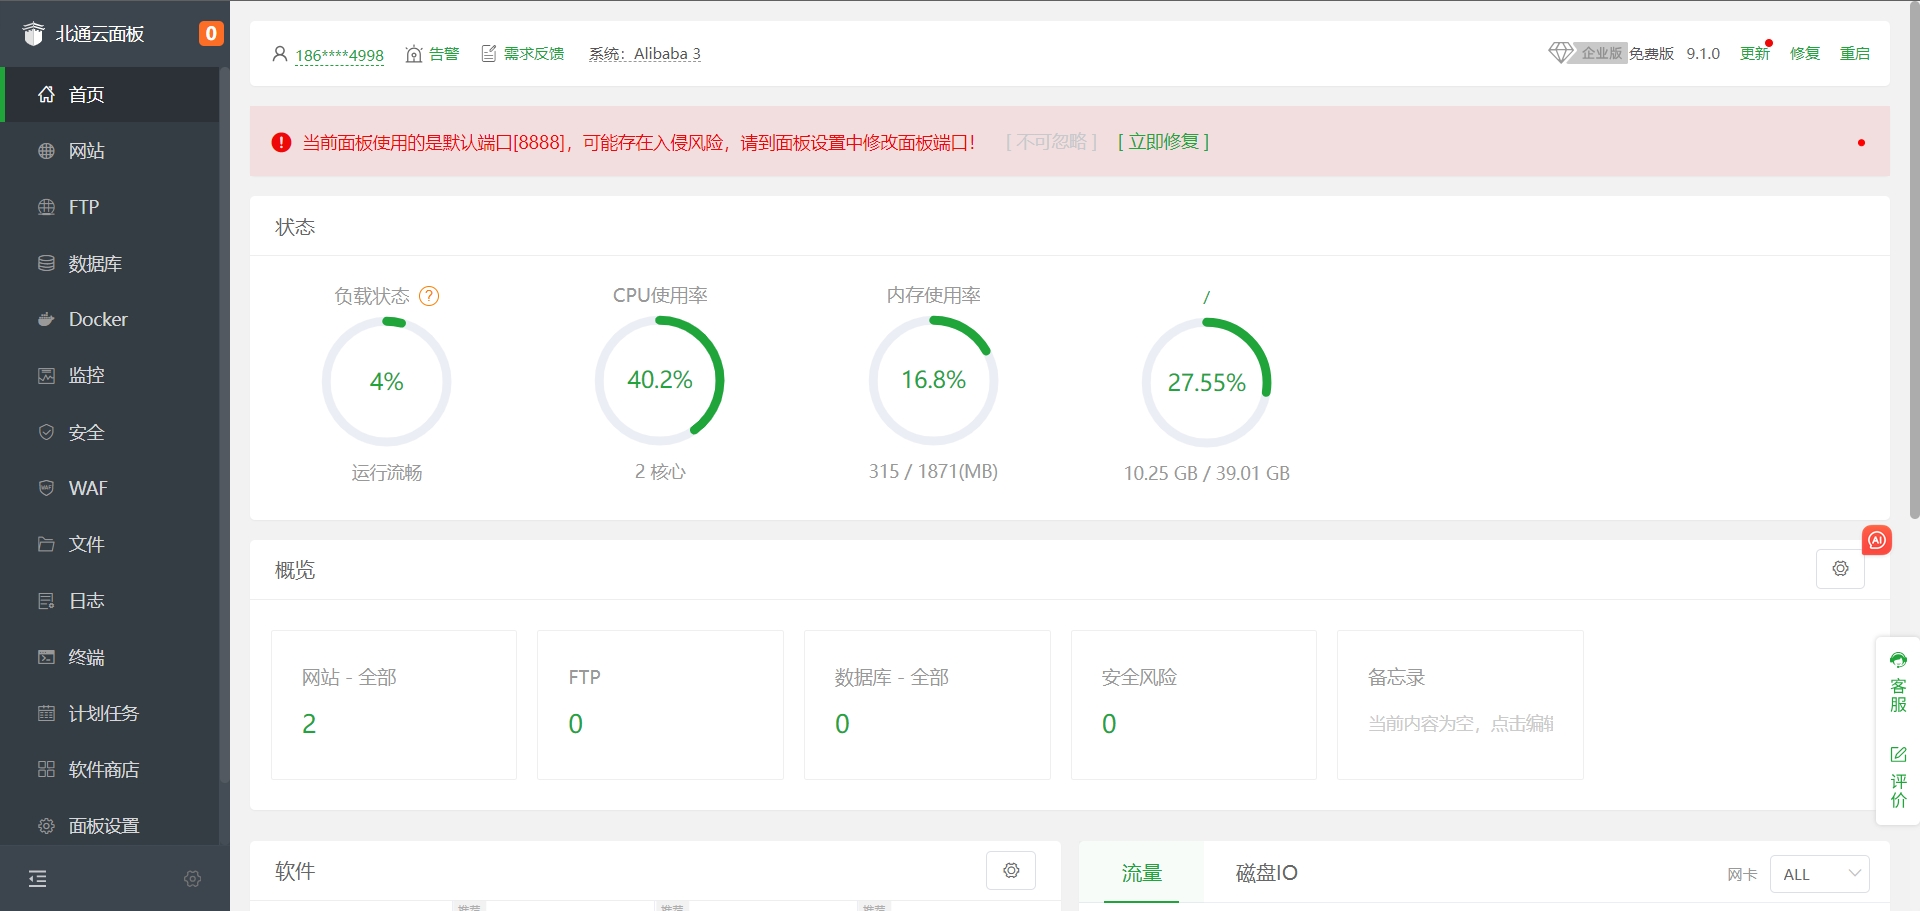 北通云面板
0
首页
网站
FTP
数据库
Docker
监控
安全
WAF
文件
日志
终端
计划任务
软件商店
面板设置
186****4998 告警 需求反馈 系统：Alibaba 3
企业版 免费版 9.1.0 更新 修复 重启
当前面板使用的是默认端口[8888]，可能存在入侵风险，请到面板设置中修改面板端口！ [ 不可忽略 ] [ 立即修复 ]
状态
负载状态 ?
4%
运行流畅
CPU使用率
40.2%
2 核心
内存使用率
16.8%
315 / 1871(MB)
/
27.55%
10.25 GB / 39.01 GB
AI
概览
网站 - 全部
2
FTP
0
数据库 - 全部
0
安全风险
0
备忘录
当前内容为空，点击编辑
客服
评价
软件
推荐 推荐 推荐
流量 磁盘IO 网卡 ALL